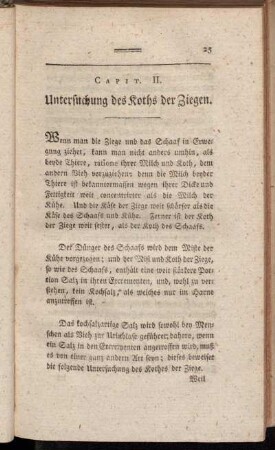 25
Capit. II.
Untersuchung des Koths der Ziegen.
Wenn man die Ziege und das Schaaf in Erwe-
gung ziehet, kann man nicht anders umhin, als
beyde Thiere, ratione ihrer Milch und Koth, dem
andern Vieh vorzuziehen; denn die Milch beyder
Thiere ist bekanntermassen wegen ihrer Dicke und
Fettigkeit weit concentrirter als die Milch der
Kühe. Und die Käse der Ziege weit schärfer als die
Käse des Schaafs und Kühe. Ferner ist der Koth
der Ziege weit fester, als der Koth des Schaafs.
Der Dünger des Schaafs wird dem Miste der
Kühe vorgezogen; und der Mist und Koth der Ziege,
so wie des Schaafs, enthält eine weit stärkere Por-
tion Salz in ihren Excrementen, und, wohl zu ver-
stehen, kein Kochsalz, als welches nur im Harne
anzutreffen ist.
Das kochsalzartige Salz wird sowohl den Men-
schen als Vieh zur Urinblase geführet; dahero, wenn
ein Salz in den Excrementen angetroffen wird, muß
es von einer ganz andern Art seyn; dieses beweiset
die folgende Untersuchung des Kothes der Ziege.
Weil